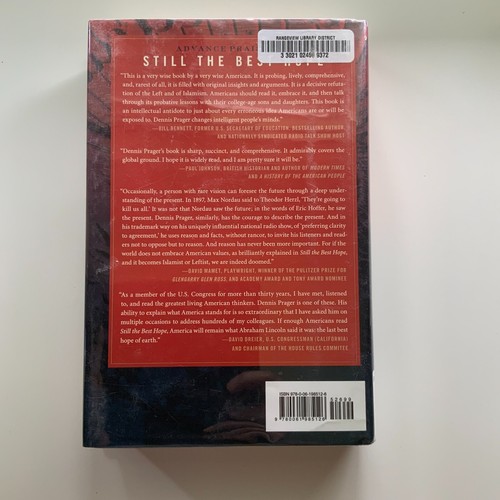 RANGEVIEW LIBRARY DISTRICT
3 3021 02499 9372
ADVANCE PRAI
STILL THE BEST HOPE
"This is a very wise book by a very wise American. It is probing, lively, comprehensive,
and, rarest of all, it is filled with original insights and arguments. It is a decisive refuta-
tion of the Left and of Islamism. Americans should read it, embrace it, and then talk
through its probative lessons with their college-age sons and daughters. This book is
an intellectual antidote to just about every erroneous idea Americans are or will be
exposed to. Dennis Prager changes intelligent people's minds."
—BILL BENNETT, FORMER U.S. SECRETARY OF EDUCATION, BESTSELLING AUTHOR,
AND NATIONALLY SYNDICATED RADIO TALK SHOW HOST
"Dennis Prager's book is sharp, succinct, and comprehensive. It admirably covers the
global ground. I hope it is widely read, and I am pretty sure it will be."
—PAUL JOHNSON, BRITISH HISTORIAN AND AUTHOR OF MODERN TIMES
AND A HISTORY OF THE AMERICAN PEOPLE
"Occasionally, a person with rare vision can foresee the future through a deep under-
standing of the present. In 1897, Max Nordau said to Theodor Herzl, 'They're going to
kill us all.' It was not that Nordau saw the future, in the words of Eric Hoffer, he saw
the present. Dennis Prager, similarly, has the courage to describe the present. And in
his trademark way on his uniquely influential national radio show, of 'preferring clarity
to agreement,' he uses reason and facts, without rancor, to invite his listeners and read-
ers not to oppose but to reason. And reason has never been more important. For if the
world does not embrace American values, as brilliantly explained in Still the Best Hope,
and it becomes Islamist or Leftist, we are indeed doomed."
—DAVID MAMET, PLAYWRIGHT, WINNER OF THE PULITZER PRIZE FOR
GLENGARRY GLEN ROSS, AND ACADEMY AWARD AND TONY AWARD NOMINEE
"As a member of the U.S. Congress for more than thirty years, I have met, listened
to, and read the greatest living American thinkers. Dennis Prager is one of these. His
ability to explain what America stands for is so extraordinary that I have asked him on
multiple occasions to address hundreds of my colleagues. If enough Americans read
Still the Best Hope, America will remain what Abraham Lincoln said it was: the last best
hope of earth."
—DAVID DREIER, U.S. CONGRESSMAN (CALIFORNIA)
AND CHAIRMAN OF THE HOUSE RULES COMMITEE
ISBN 978-0-06-198512-6
9 780061 985126